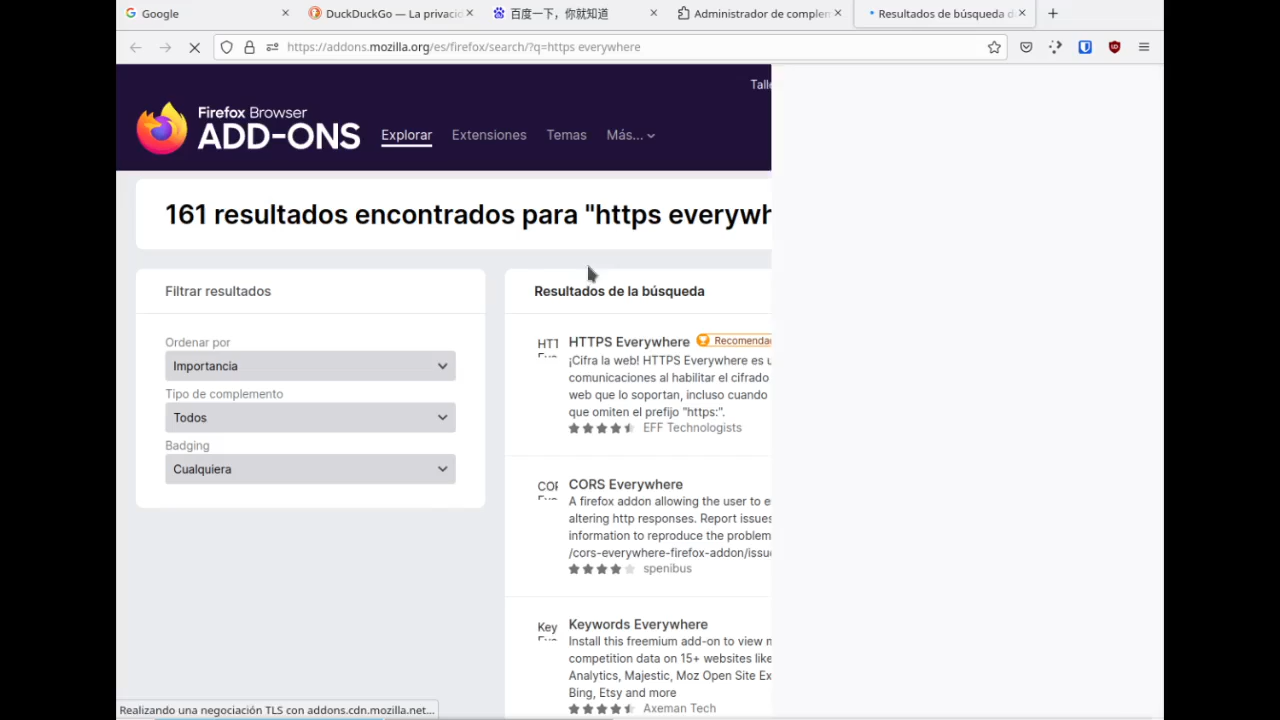 Google
DuckDuckGo — La privacid
百度一下，你就知道
Administrador de complem
Resultados de búsqueda d
https://addons.mozilla.org/es/firefox/search/?q=https everywhere
Talle
Firefox Browser
ADD-ONS
Explorar
Extensiones
Temas
Más...
161 resultados encontrados para "https everywh
Filtrar resultados
Ordenar por
Importancia
Tipo de complemento
Todos
Badging
Cualquiera
Resultados de la búsqueda
HTT
HTTPS Everywhere
Recomendad
¡Cifra la web! HTTPS Everywhere es u
comunicaciones al habilitar el cifrado
web que lo soportan, incluso cuando
que omiten el prefijo "https:".
EFF Technologists
COR
CORS Everywhere
A firefox addon allowing the user to e
altering http responses. Report issues
information to reproduce the problem
/cors-everywhere-firefox-addon/issu
spenibus
Key
Keywords Everywhere
Install this freemium add-on to view m
competition data on 15+ websites like
Analytics, Majestic, Moz Open Site Ex
Bing, Etsy and more
Axeman Tech
Realizando una negociación TLS con addons.cdn.mozilla.net...